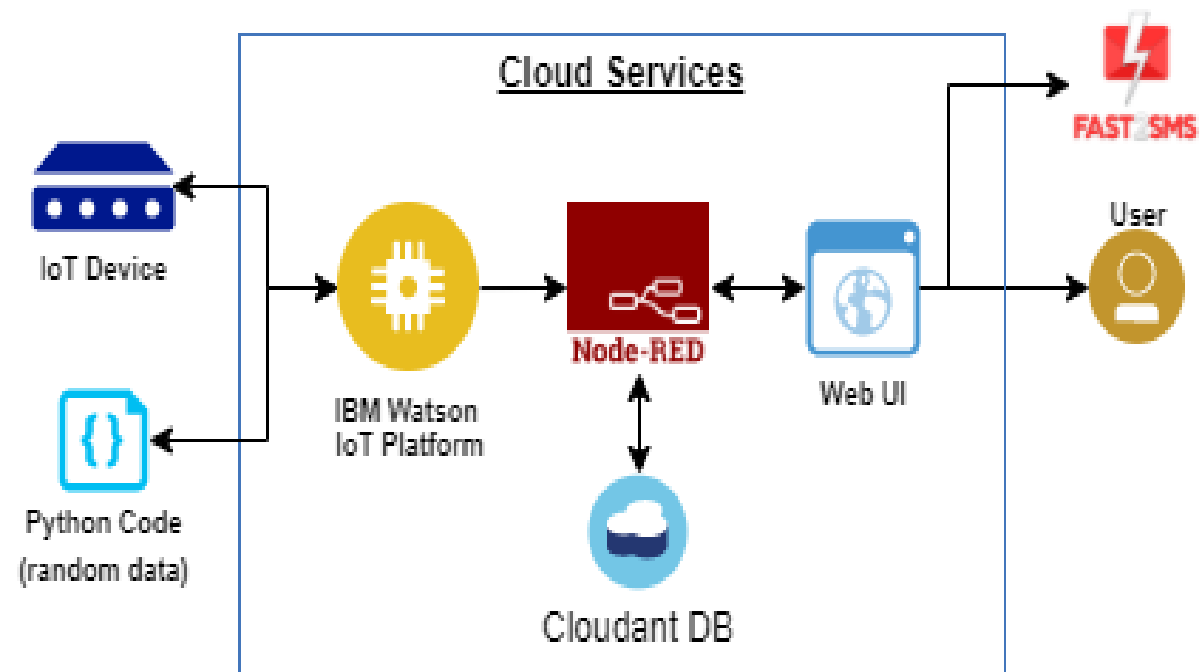 Cloud Services
FAST2SMS
User
IoT Device
Node-RED
Web UI
IBM Watson
IoT Platform
Python Code
(random data)
Cloudant DB